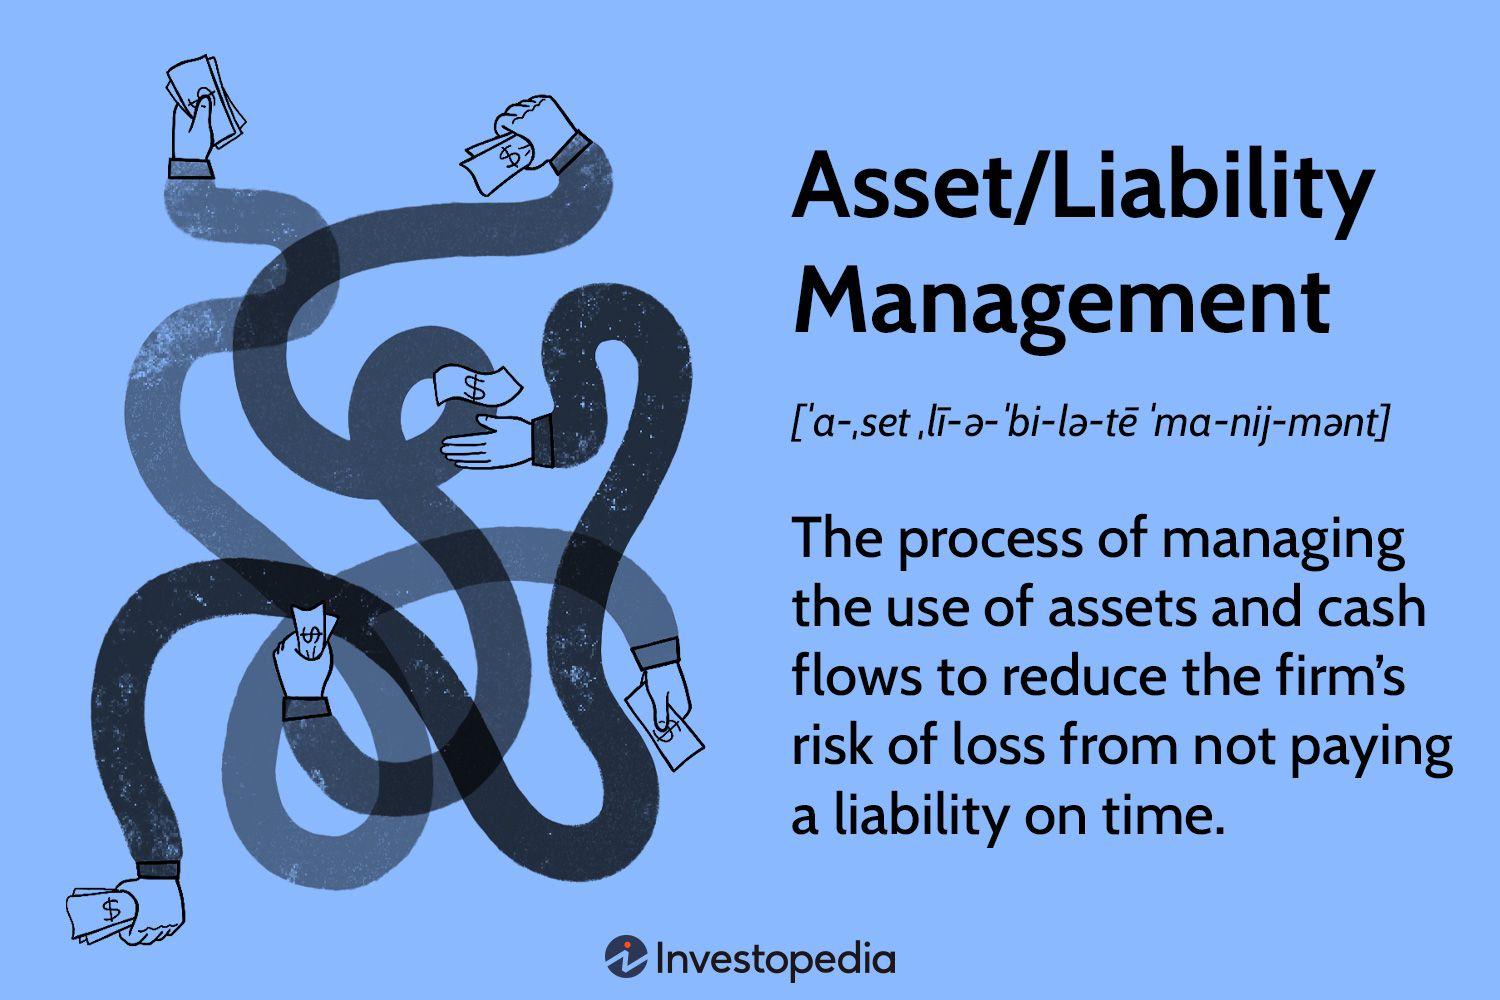 Asset/Liability
Management
[ˈa-ˌset ˌlī-ə-ˈbi-lə-tē ˈma-nij-mənt]
The process of managing
the use of assets and cash
flows to reduce the firm’s
risk of loss from not paying
a liability on time.
$
$
$
$
$
$
Investopedia